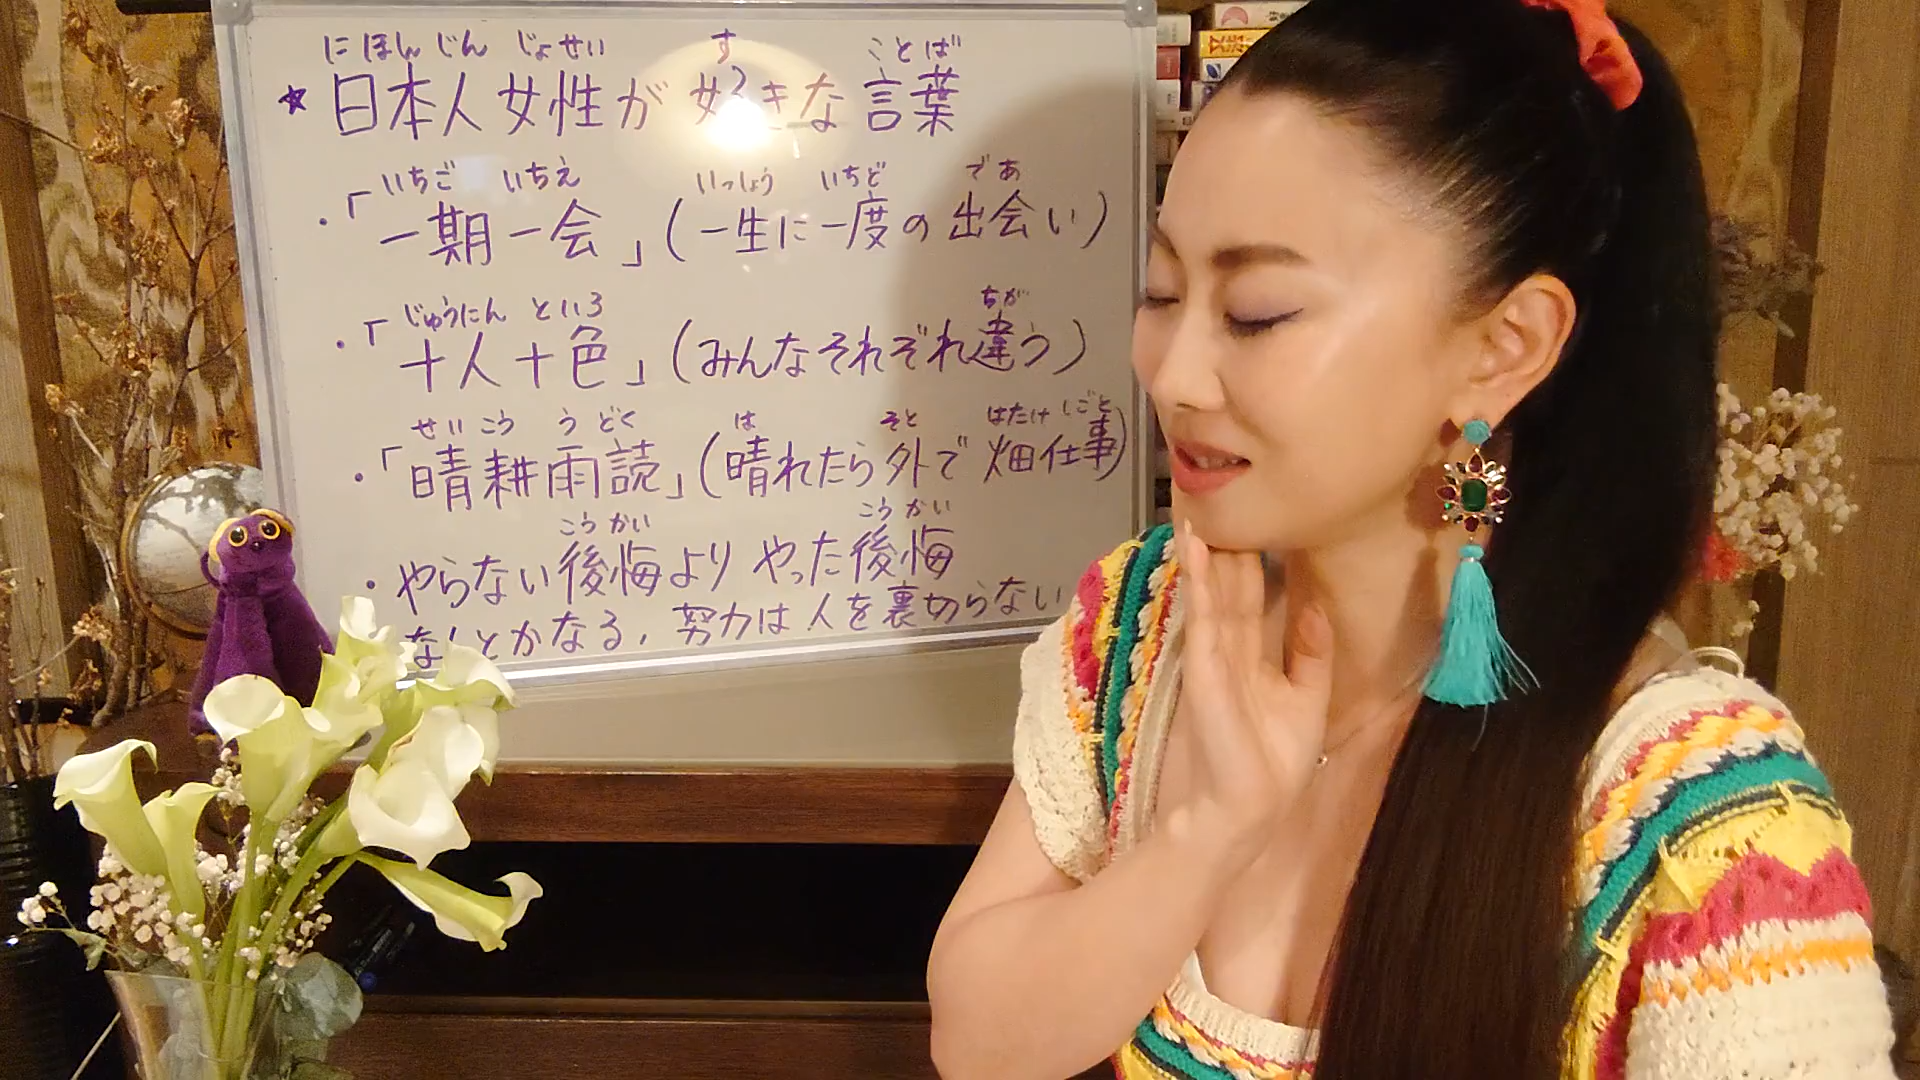 にほんじん じょせい す ことば
★日本人女性が好きな言葉
いちご いちえ いっしょう いちど であ
・「一期一会」(一生に一度の出会い)
じゅうにん といろ ちが
・「十人十色」(みんなそれぞれ違う)
せいこう うどく は そと はたけ しごと
・「晴耕雨読」(晴れたら外で畑仕事)
こうかい こうかい
・やらない後悔よりやった後悔
なんとかなる, 努力は人を裏切らない